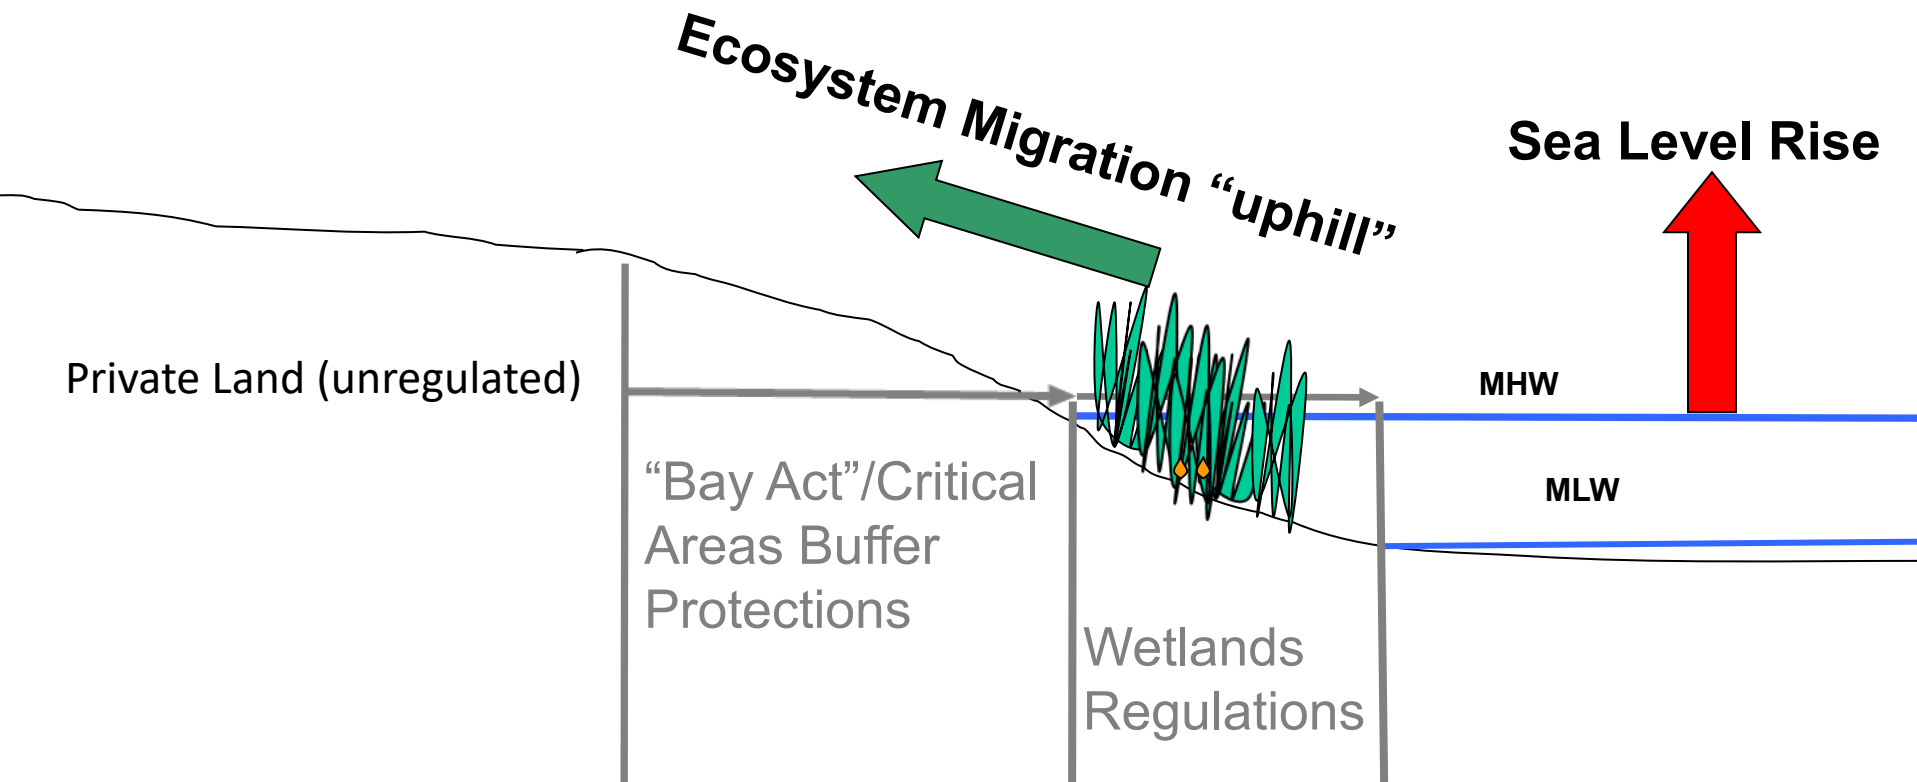 Ecosystem Migration “uphill”
Sea Level Rise
Private Land (unregulated)
MHW
MLW
“Bay Act”/Critical
Areas Buffer
Protections
Wetlands
Regulations